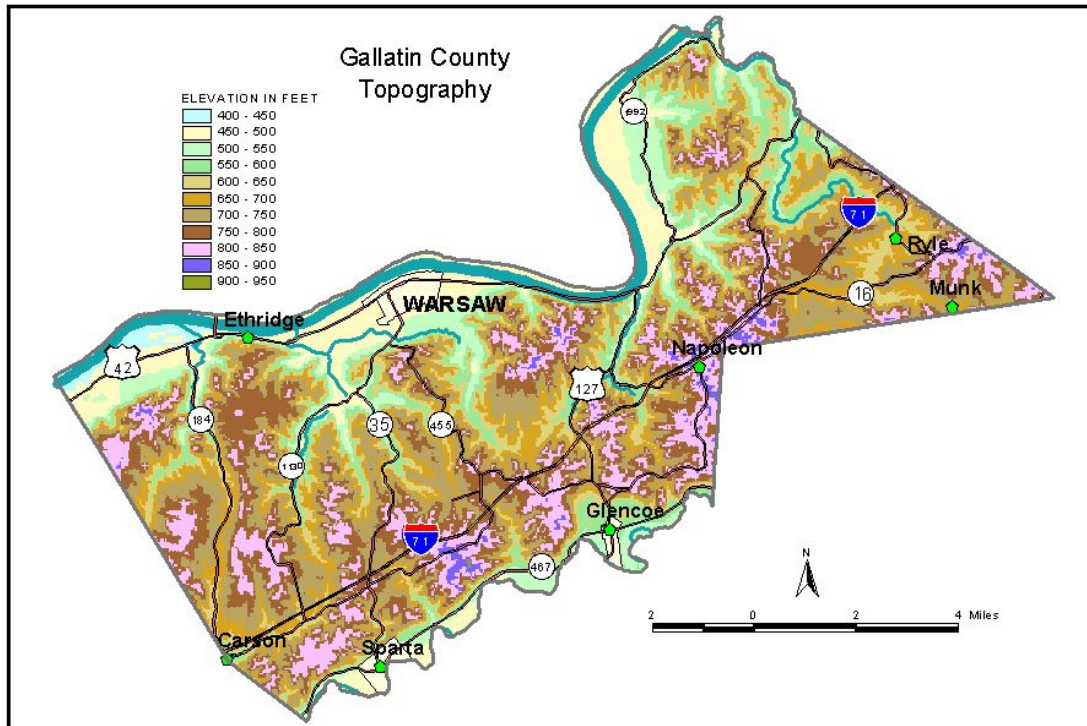 Gallatin County
Topography
ELEVATION IN FEET
400 - 450
450 - 500
500 - 550
550 - 600
600 - 650
650 - 700
700 - 750
750 - 800
800 - 850
850 - 900
900 - 950
1992
71
Ryle
16
Munk
WARSAW
Ethridge
42
Napoleon
127
184
35
455
1130
Glencoe
71
467
Carson
Sparta
N
2 0 2 4 Miles